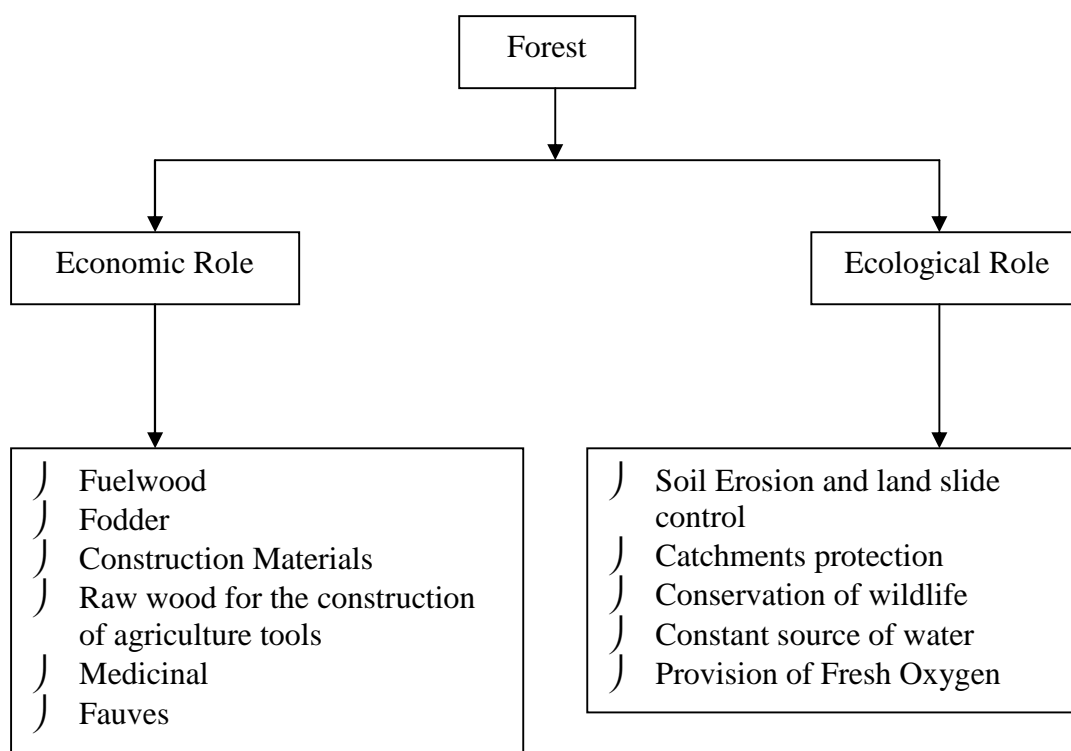 Forest
Economic Role
Ecological Role
Fuelwood
Fodder
Construction Materials
Raw wood for the construction
of agriculture tools
Medicinal
Fauves
Soil Erosion and land slide
control
Catchments protection
Conservation of wildlife
Constant source of water
Provision of Fresh Oxygen